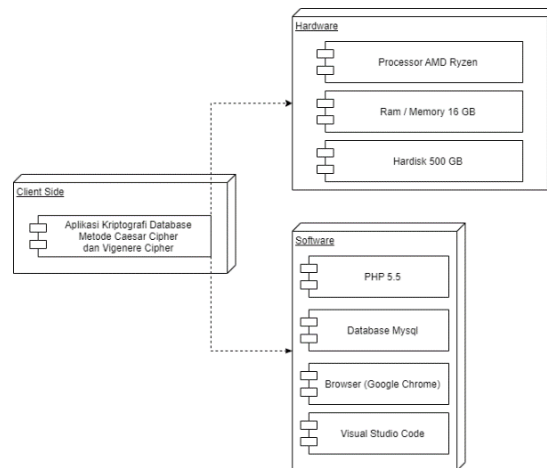 Hardware
Processor AMD Ryzen
Ram / Memory 16 GB
Hardisk 500 GB
Client Side
Aplikasi Kriptografi Database
Metode Caesar Cipher
dan Vigenere Cipher
Software
PHP 5.5
Database Mysql
Browser (Google Chrome)
Visual Studio Code